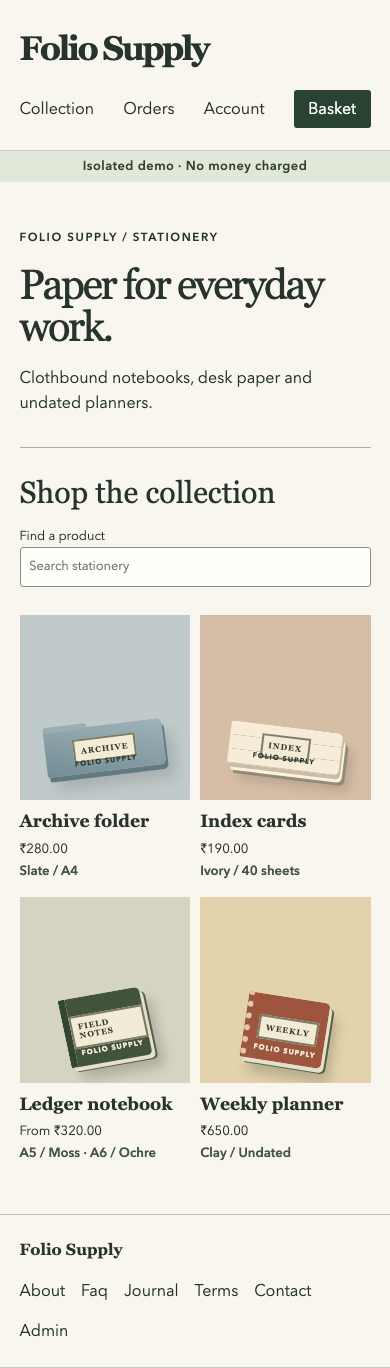 Folio Supply
Collection Orders Account Basket
Isolated demo · No money charged
FOLIO SUPPLY / STATIONERY
Paper for everyday
work.
Clothbound notebooks, desk paper and
undated planners.
Shop the collection
Find a product
Search stationery
ARCHIVE
FOLIO SUPPLY
INDEX
FOLIO SUPPLY
Archive folder
₹280.00
Slate / A4
Index cards
₹190.00
Ivory / 40 sheets
FIELD
NOTES
FOLIO SUPPLY
WEEKLY
FOLIO SUPPLY
Ledger notebook
From ₹320.00
A5 / Moss · A6 / Ochre
Weekly planner
₹650.00
Clay / Undated
Folio Supply
About Faq Journal Terms Contact
Admin